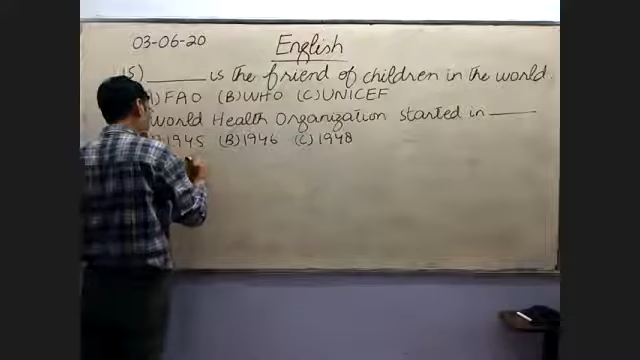 03-06-20
English
15) ______ is the friend of children in the world.
) FAO (B) WHO (C) UNICEF
World Health Organization started in ______
1945 (B) 1946 (C) 1948